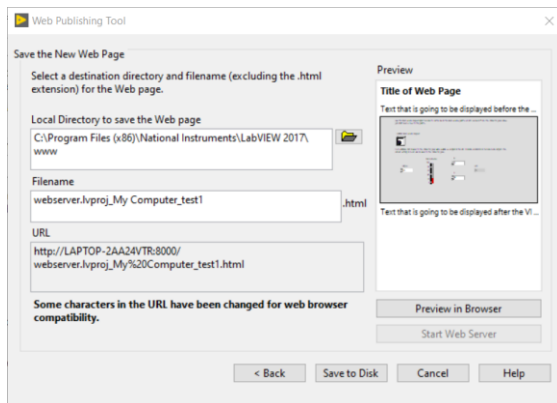 Web Publishing Tool
Save the New Web Page
Select a destination directory and filename (excluding the .html
extension) for the Web page.
Local Directory to save the Web page
C:\Program Files (x86)\National Instruments\LabVIEW 2017\
www
Filename
webserver.lvproj_My Computer_test1
.html
URL
http://LAPTOP-2AA24VTR:8000/
webserver.lvproj_My%20Computer_test1.html
Some characters in the URL have been changed for web browser
compatibility.
Preview
Title of Web Page
Text that is going to be displayed before the ...
Text that is going to be displayed after the VI ...
Preview in Browser
Start Web Server
< Back
Save to Disk
Cancel
Help